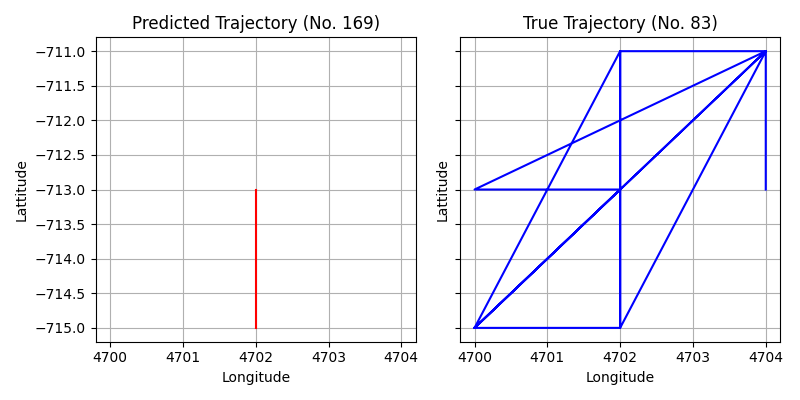 Predicted Trajectory (No. 169)
−711.0
−711.5
−712.0
−712.5
−713.0
−713.5
−714.0
−714.5
−715.0
Lattitude
4700 4701 4702 4703 4704
Longitude
True Trajectory (No. 83)
Lattitude
4700 4701 4702 4703 4704
Longitude